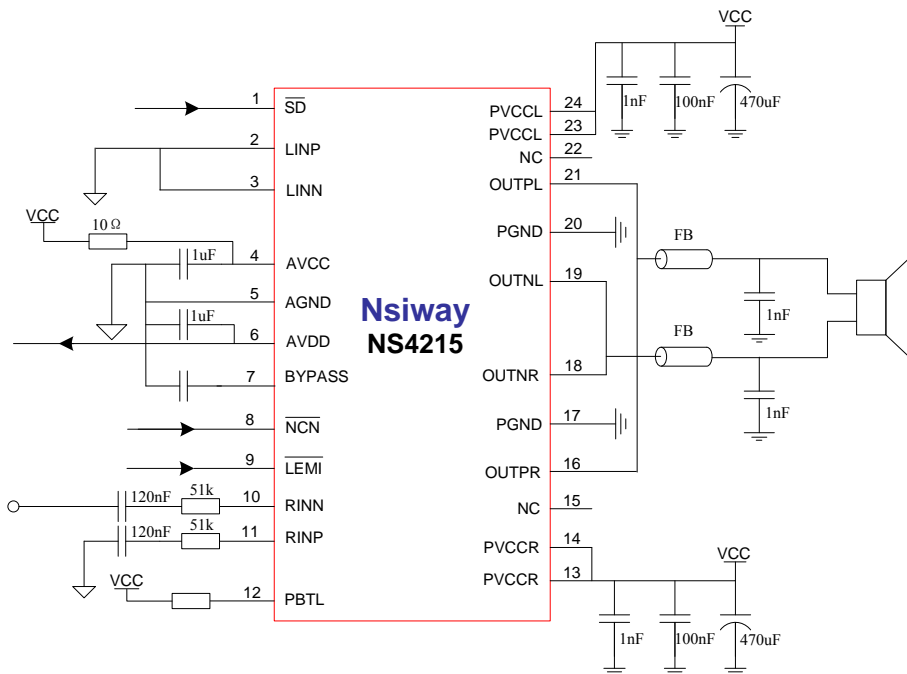 VCC
1nF
100nF
470uF
1
SD
2
LINP
3
LINN
VCC
10Ω
1uF
4
AVCC
5
AGND
1uF
6
AVDD
7
BYPASS
8
NCN
9
LEMI
120nF
51k
10
RINN
120nF
51k
11
RINP
VCC
12
PBTL
Nsiway
NS4215
PVCCL
24
PVCCL
23
NC
22
OUTPL
21
PGND
20
OUTNL
19
OUTNR
18
PGND
17
OUTPR
16
NC
15
PVCCR
14
PVCCR
13
FB
1nF
FB
1nF
VCC
1nF
100nF
470uF